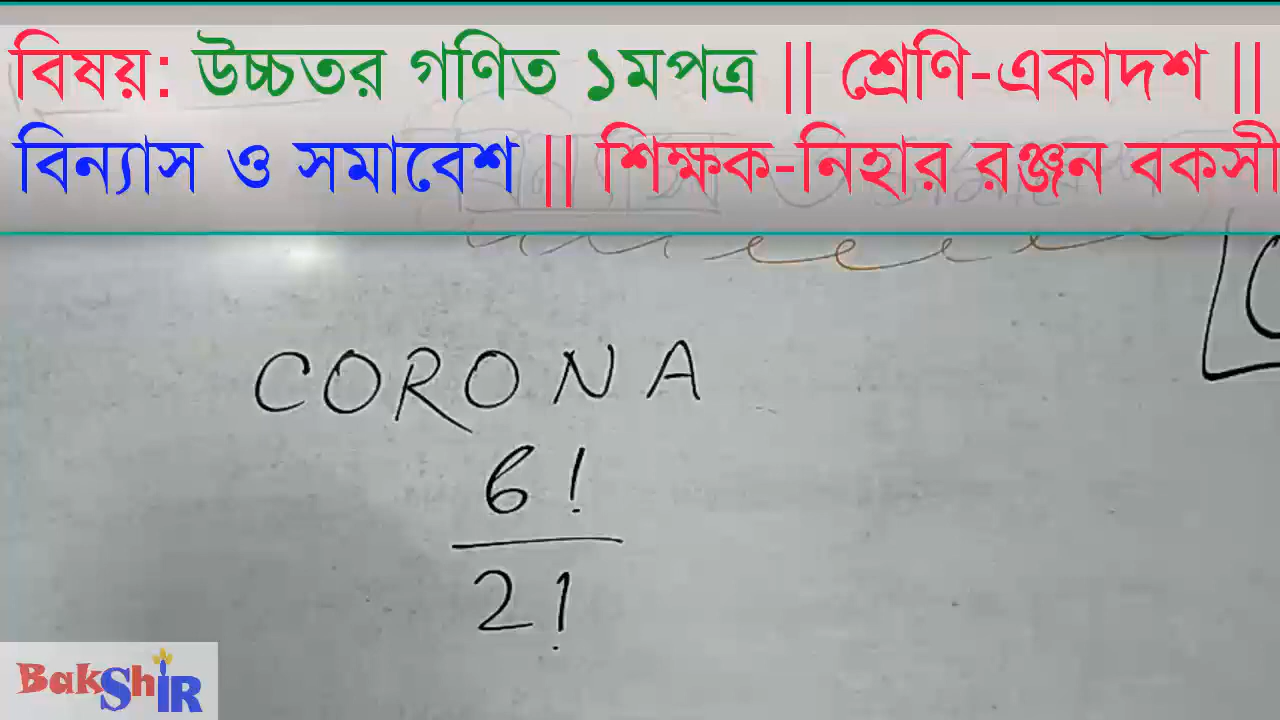 বিষয়: উচ্চতর গণিত ১মপত্র || শ্রেণি-একাদশ ||
বিন্যাস ও সমাবেশ || শিক্ষক-নিহার রঞ্জন বকসী
CORONA
6!
2!
BakShIR